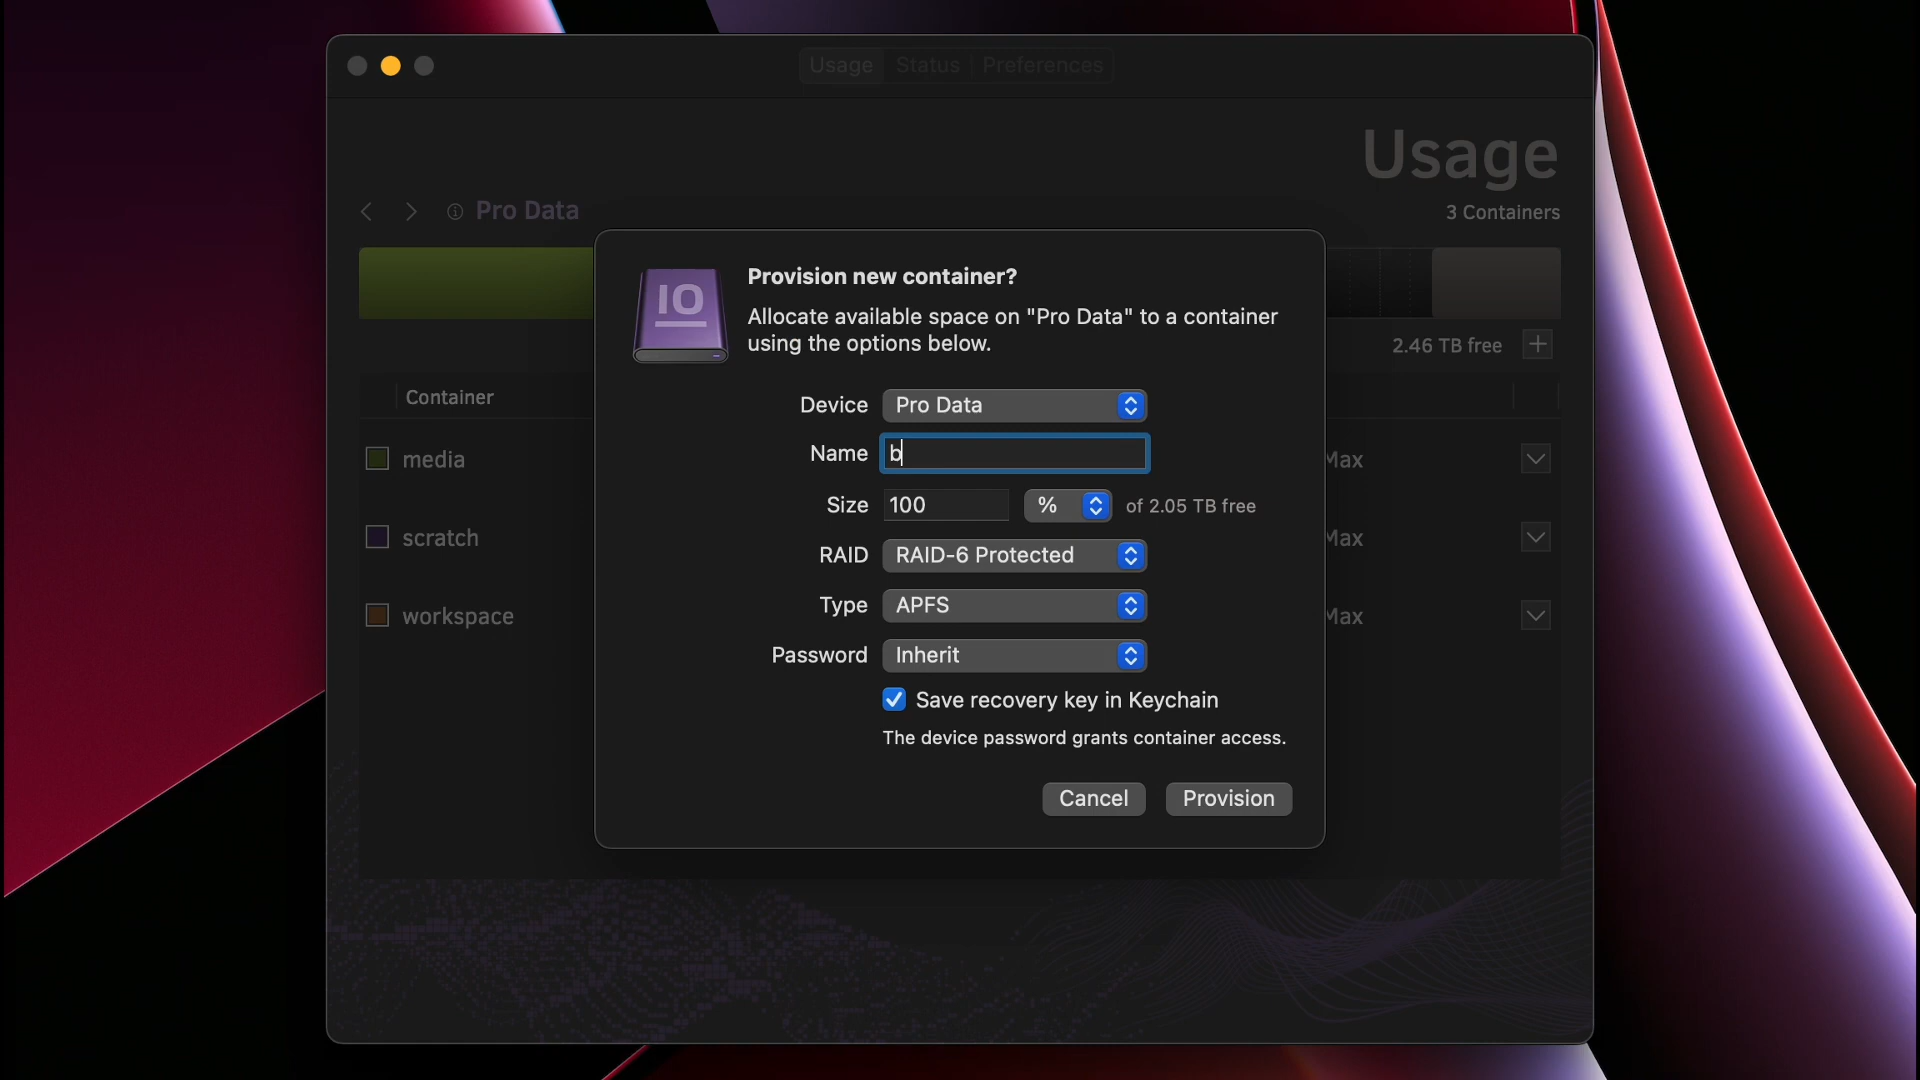 Usage Status Preferences
Usage
Pro Data
3 Containers
IO
Provision new container?
Allocate available space on "Pro Data" to a container
using the options below.
2.46 TB free
Container
Device Pro Data
Name b
media
Max
Size 100 % of 2.05 TB free
scratch
Max
RAID RAID-6 Protected
Type APFS
workspace
Max
Password Inherit
Save recovery key in Keychain
The device password grants container access.
Cancel Provision